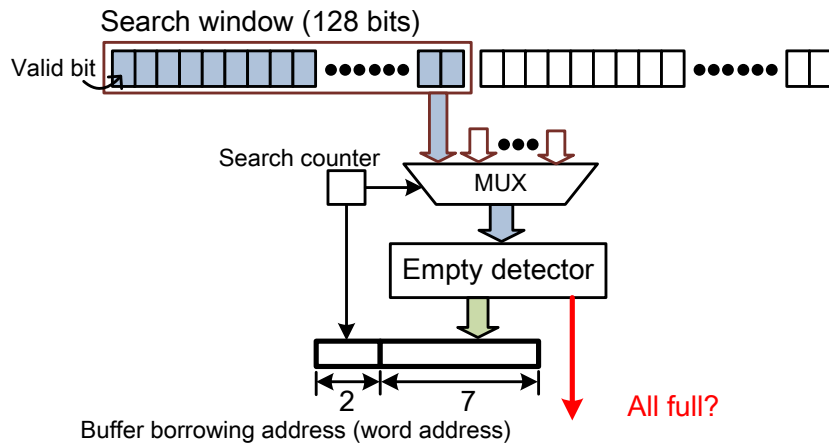 Search window (128 bits)
Valid bit
Search counter
MUX
Empty detector
2
7
All full?
Buffer borrowing address (word address)